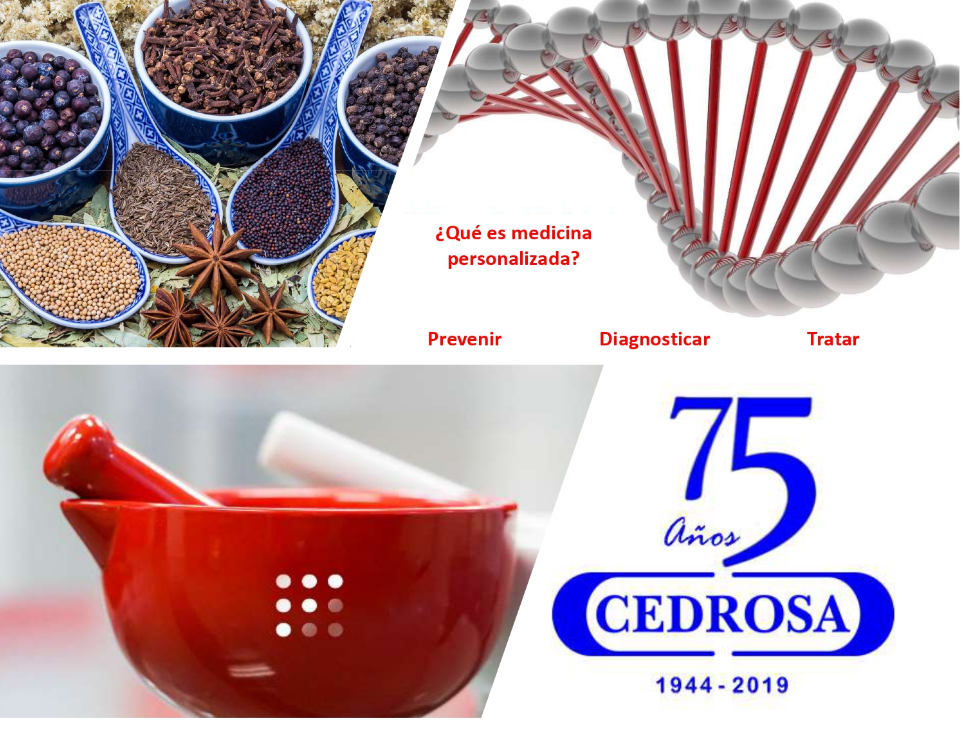 ¿Qué es medicina
personalizada?
Prevenir Diagnosticar Tratar
75
Años
CEDROSA
1944 - 2019